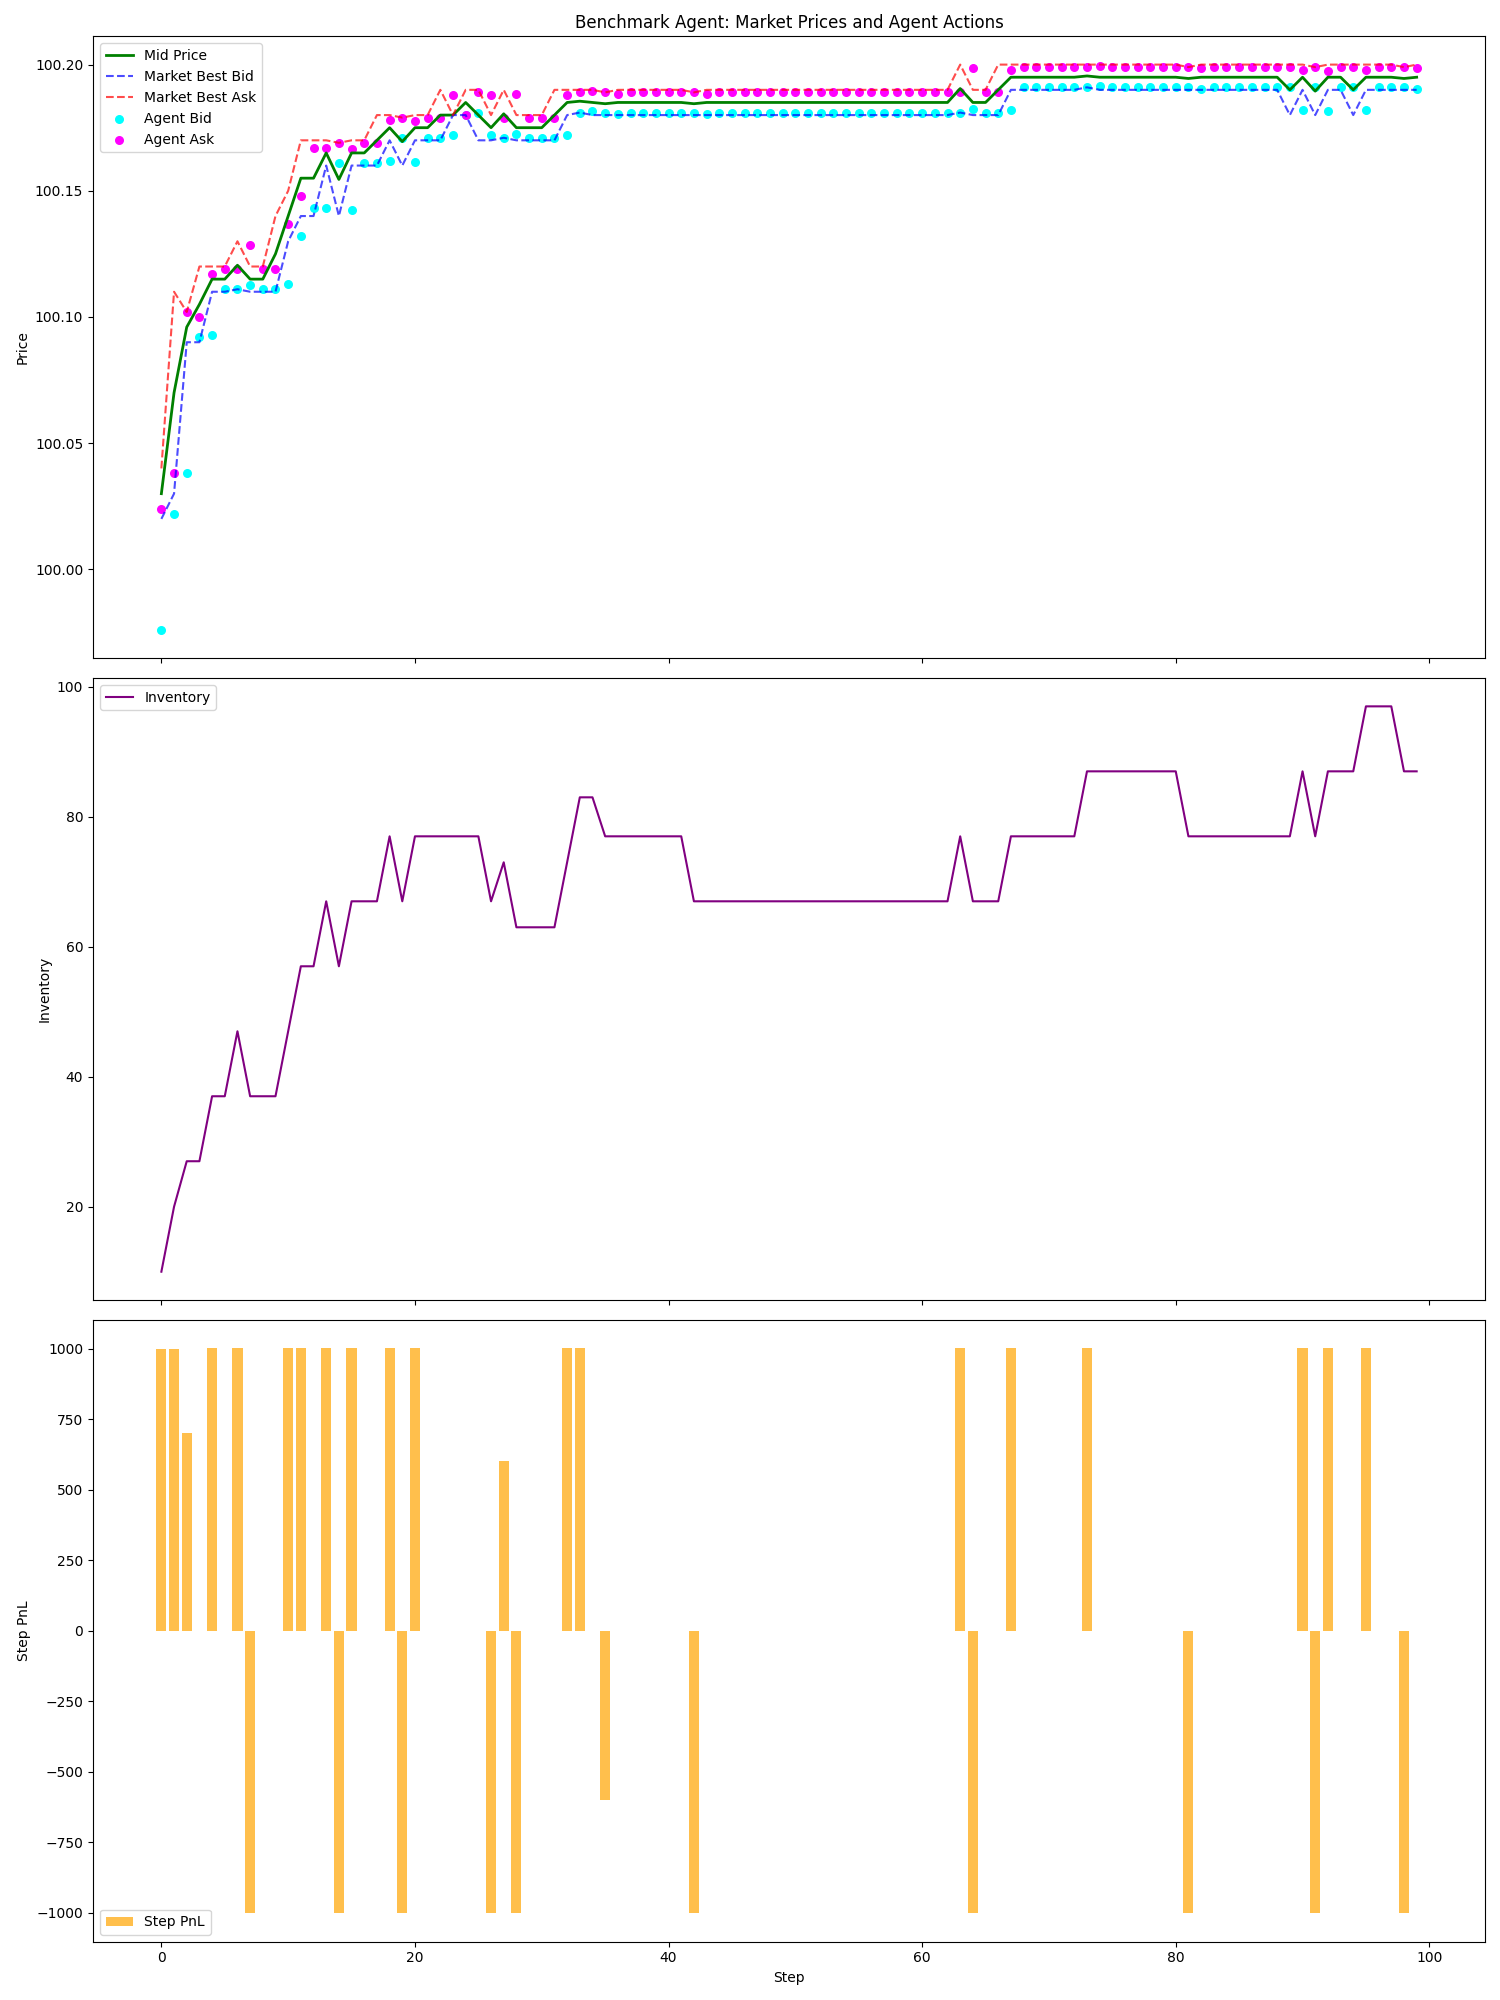 Benchmark Agent: Market Prices and Agent Actions
Mid Price
Market Best Bid
Market Best Ask
Agent Bid
Agent Ask
100.20
100.15
100.10
100.05
100.00
Price
Inventory
100
80
60
40
20
Inventory
1000
750
500
250
0
−250
−500
−750
−1000
Step PnL
Step PnL
0
20
40
60
80
100
Step